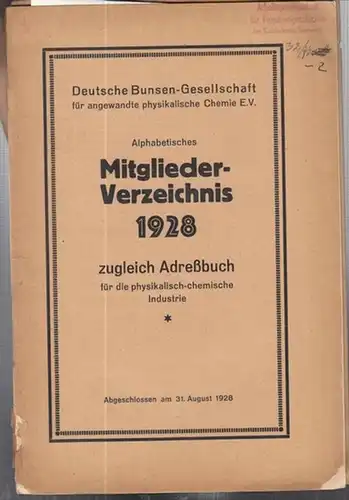 Deutsche Bunsen-Gesellschaft
für angewandte physikalische Chemie E.V.
Alphabetisches
Mitglieder-
Verzeichnis
1928
zugleich Adreßbuch
für die physikalisch-chemische
Industrie
*
Abgeschlossen am 31. August 1928